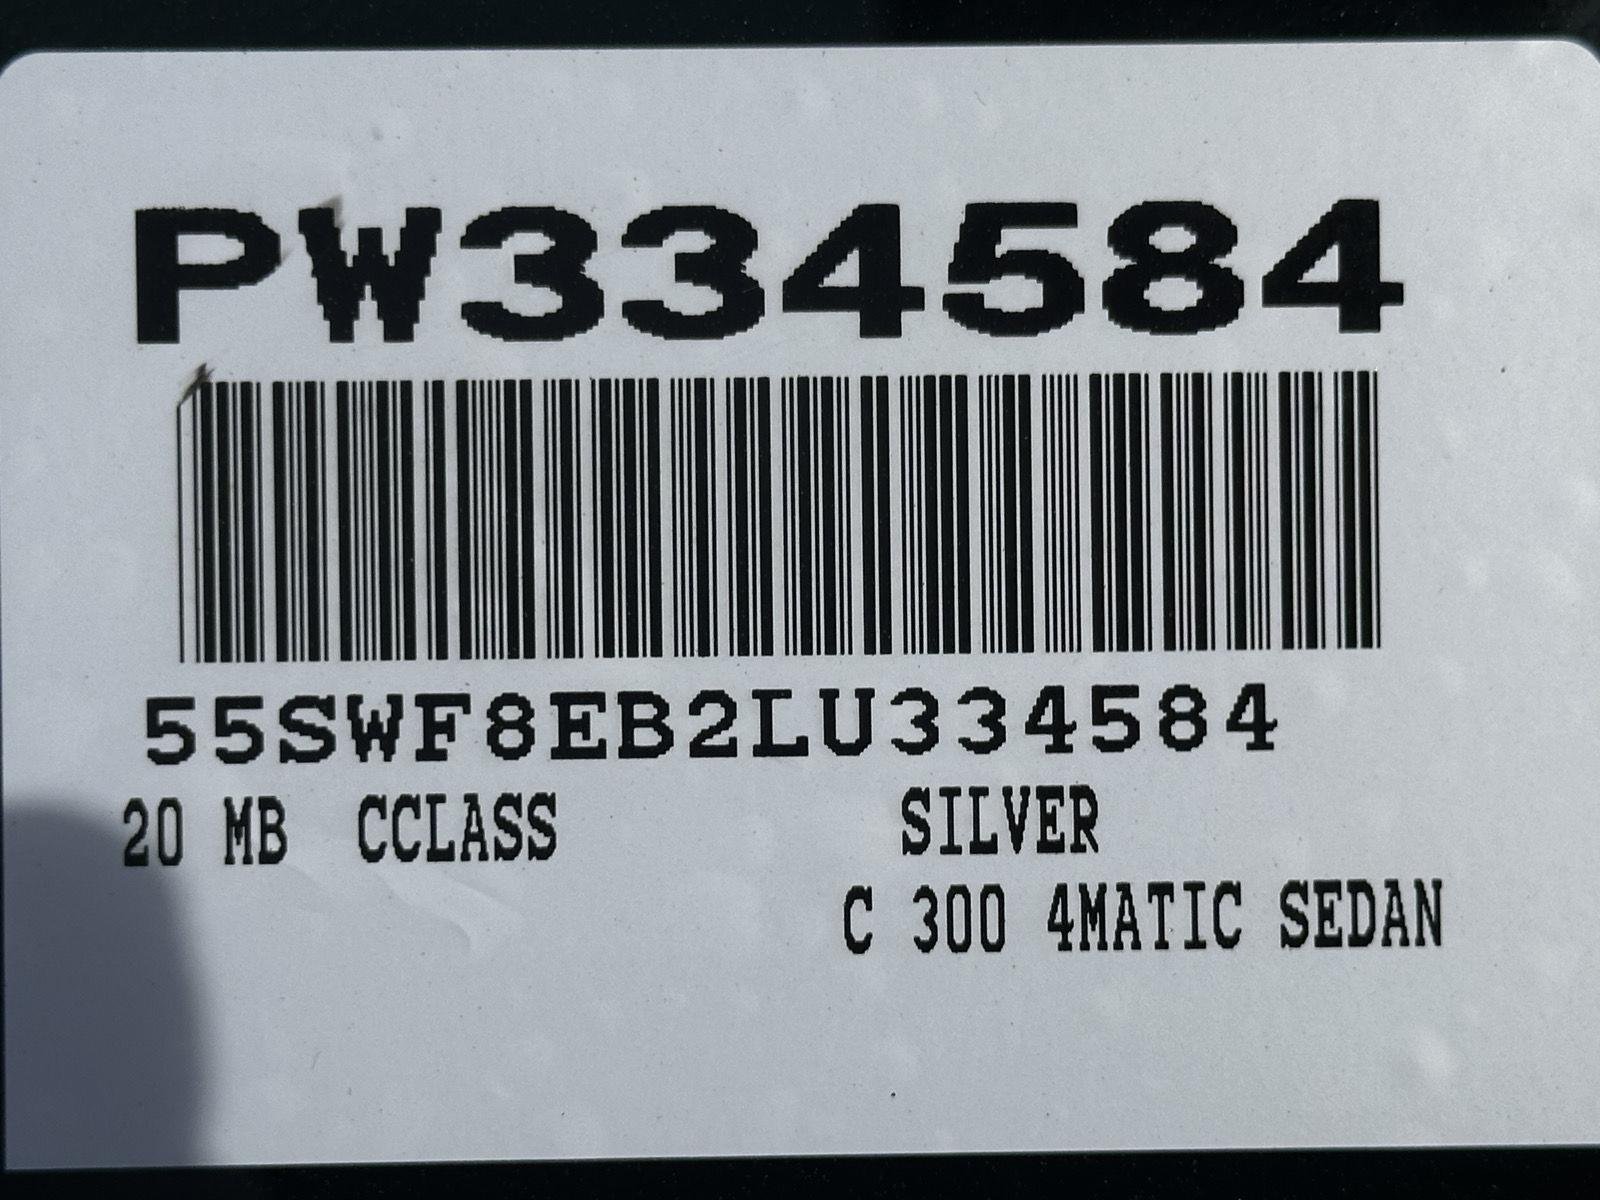 PW334584
55SWF8EB2LU334584
20 MB CCLASS SILVER
C 300 4MATIC SEDAN